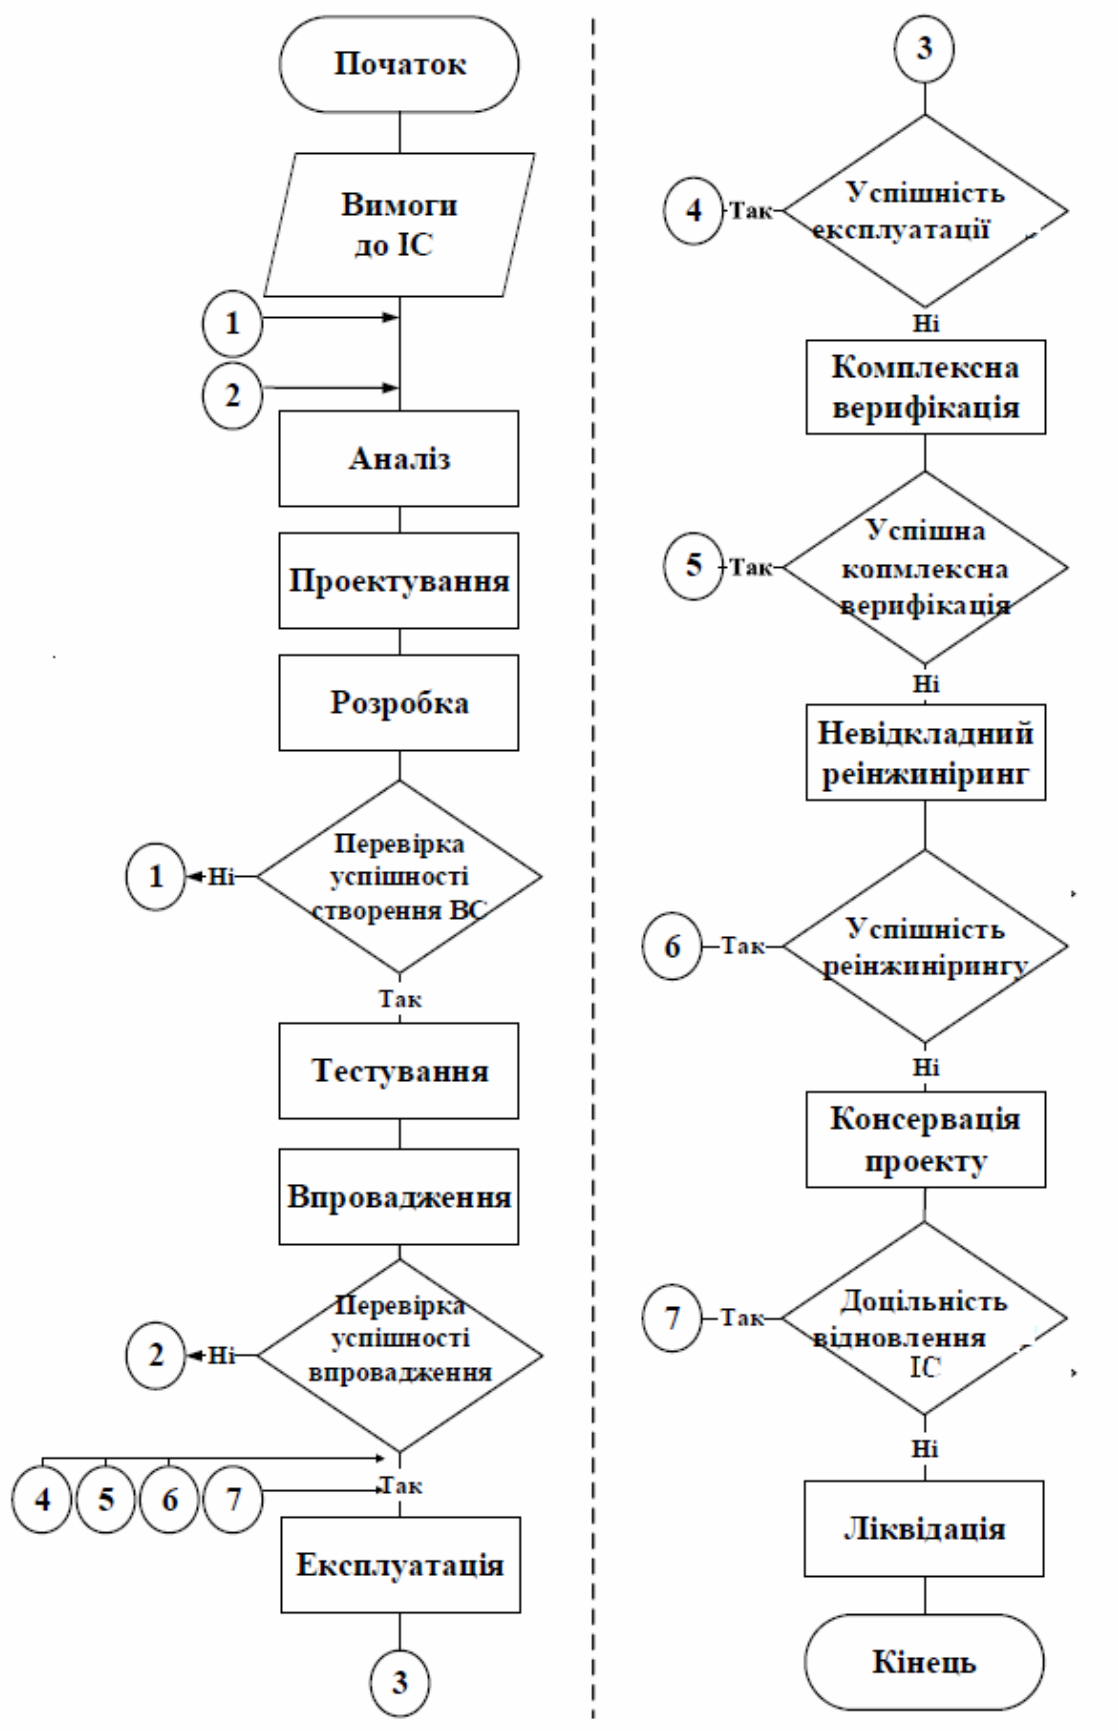 Початок
Вимоги
до ІС
1
2
Аналіз
Проектування
Розробка
Перевірка
успішності
створення ВС
1
Ні
Так
Тестування
Впровадження
Перевірка
успішності
впровадження
2
Ні
4
5
6
7
Так
Експлуатація
3
3
Успішність
експлуатації
4
Так
Ні
Комплексна
верифікація
Успішна
копмлексна
верифікація
5
Так
Ні
Невідкладний
реінжиніринг
Успішність
реінжинірингу
6
Так
Ні
Консервація
проекту
Доцільність
відновлення
ІС
7
Так
Ні
Ліквідація
Кінець